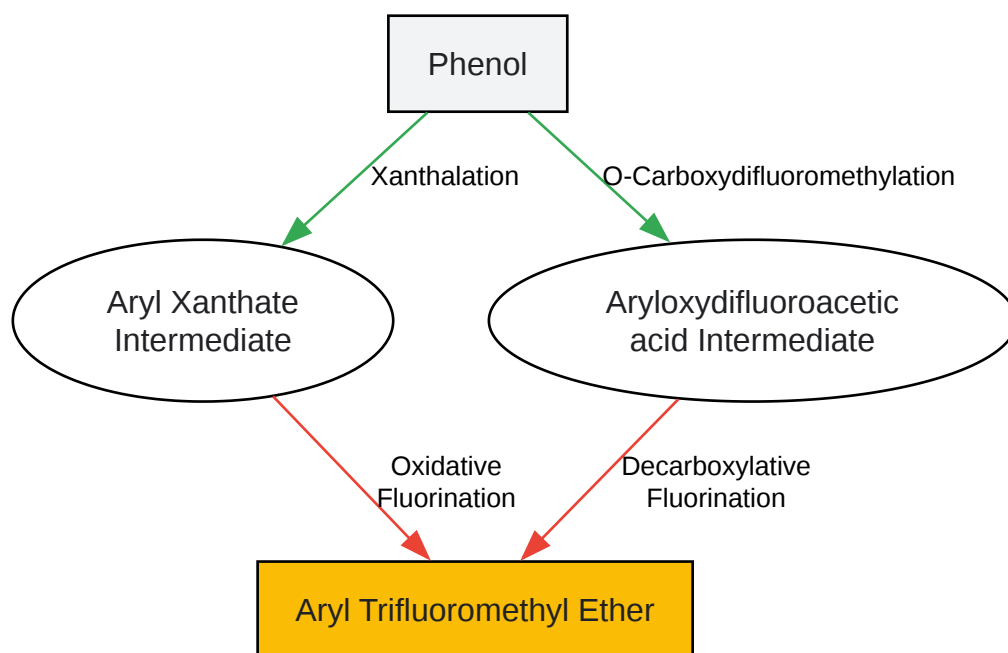 Phenol
Xanthalation
O-Carboxydifluoromethylation
Aryl Xanthate
Intermediate
Aryloxydifluoroacetic
acid Intermediate
Oxidative
Fluorination
Decarboxylative
Fluorination
Aryl Trifluoromethyl Ether